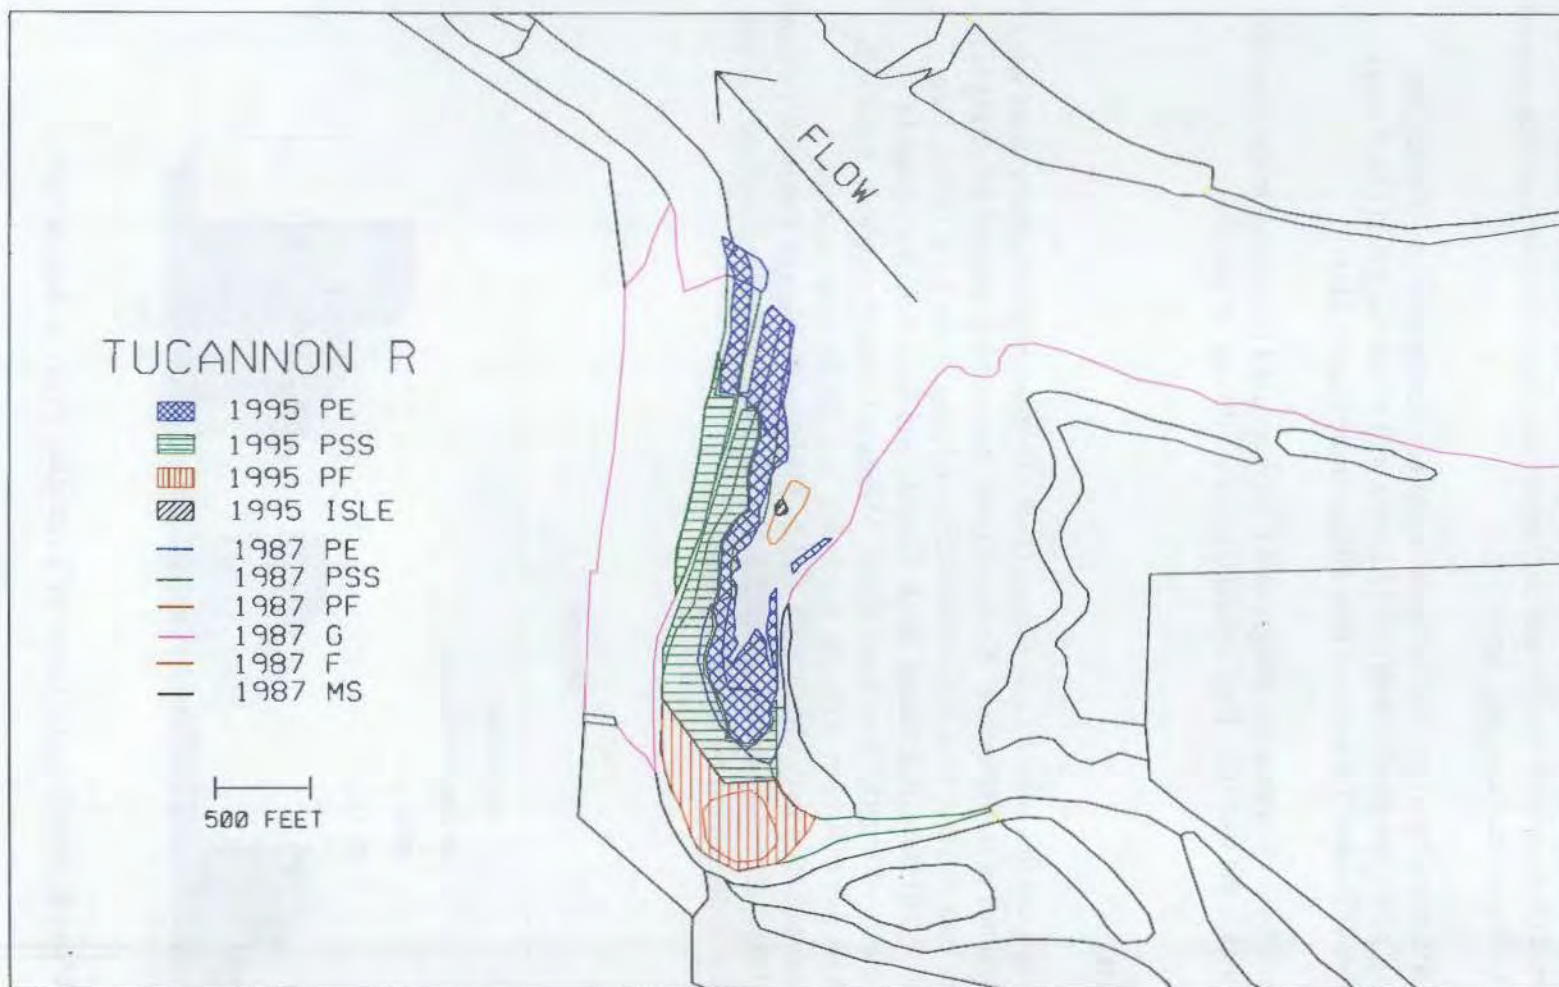 FLOW
TUCANNON R
1995 PE
1995 PSS
1995 PF
1995 ISLE
1987 PE
1987 PSS
1987 PF
1987 G
1987 F
1987 MS
500 FEET